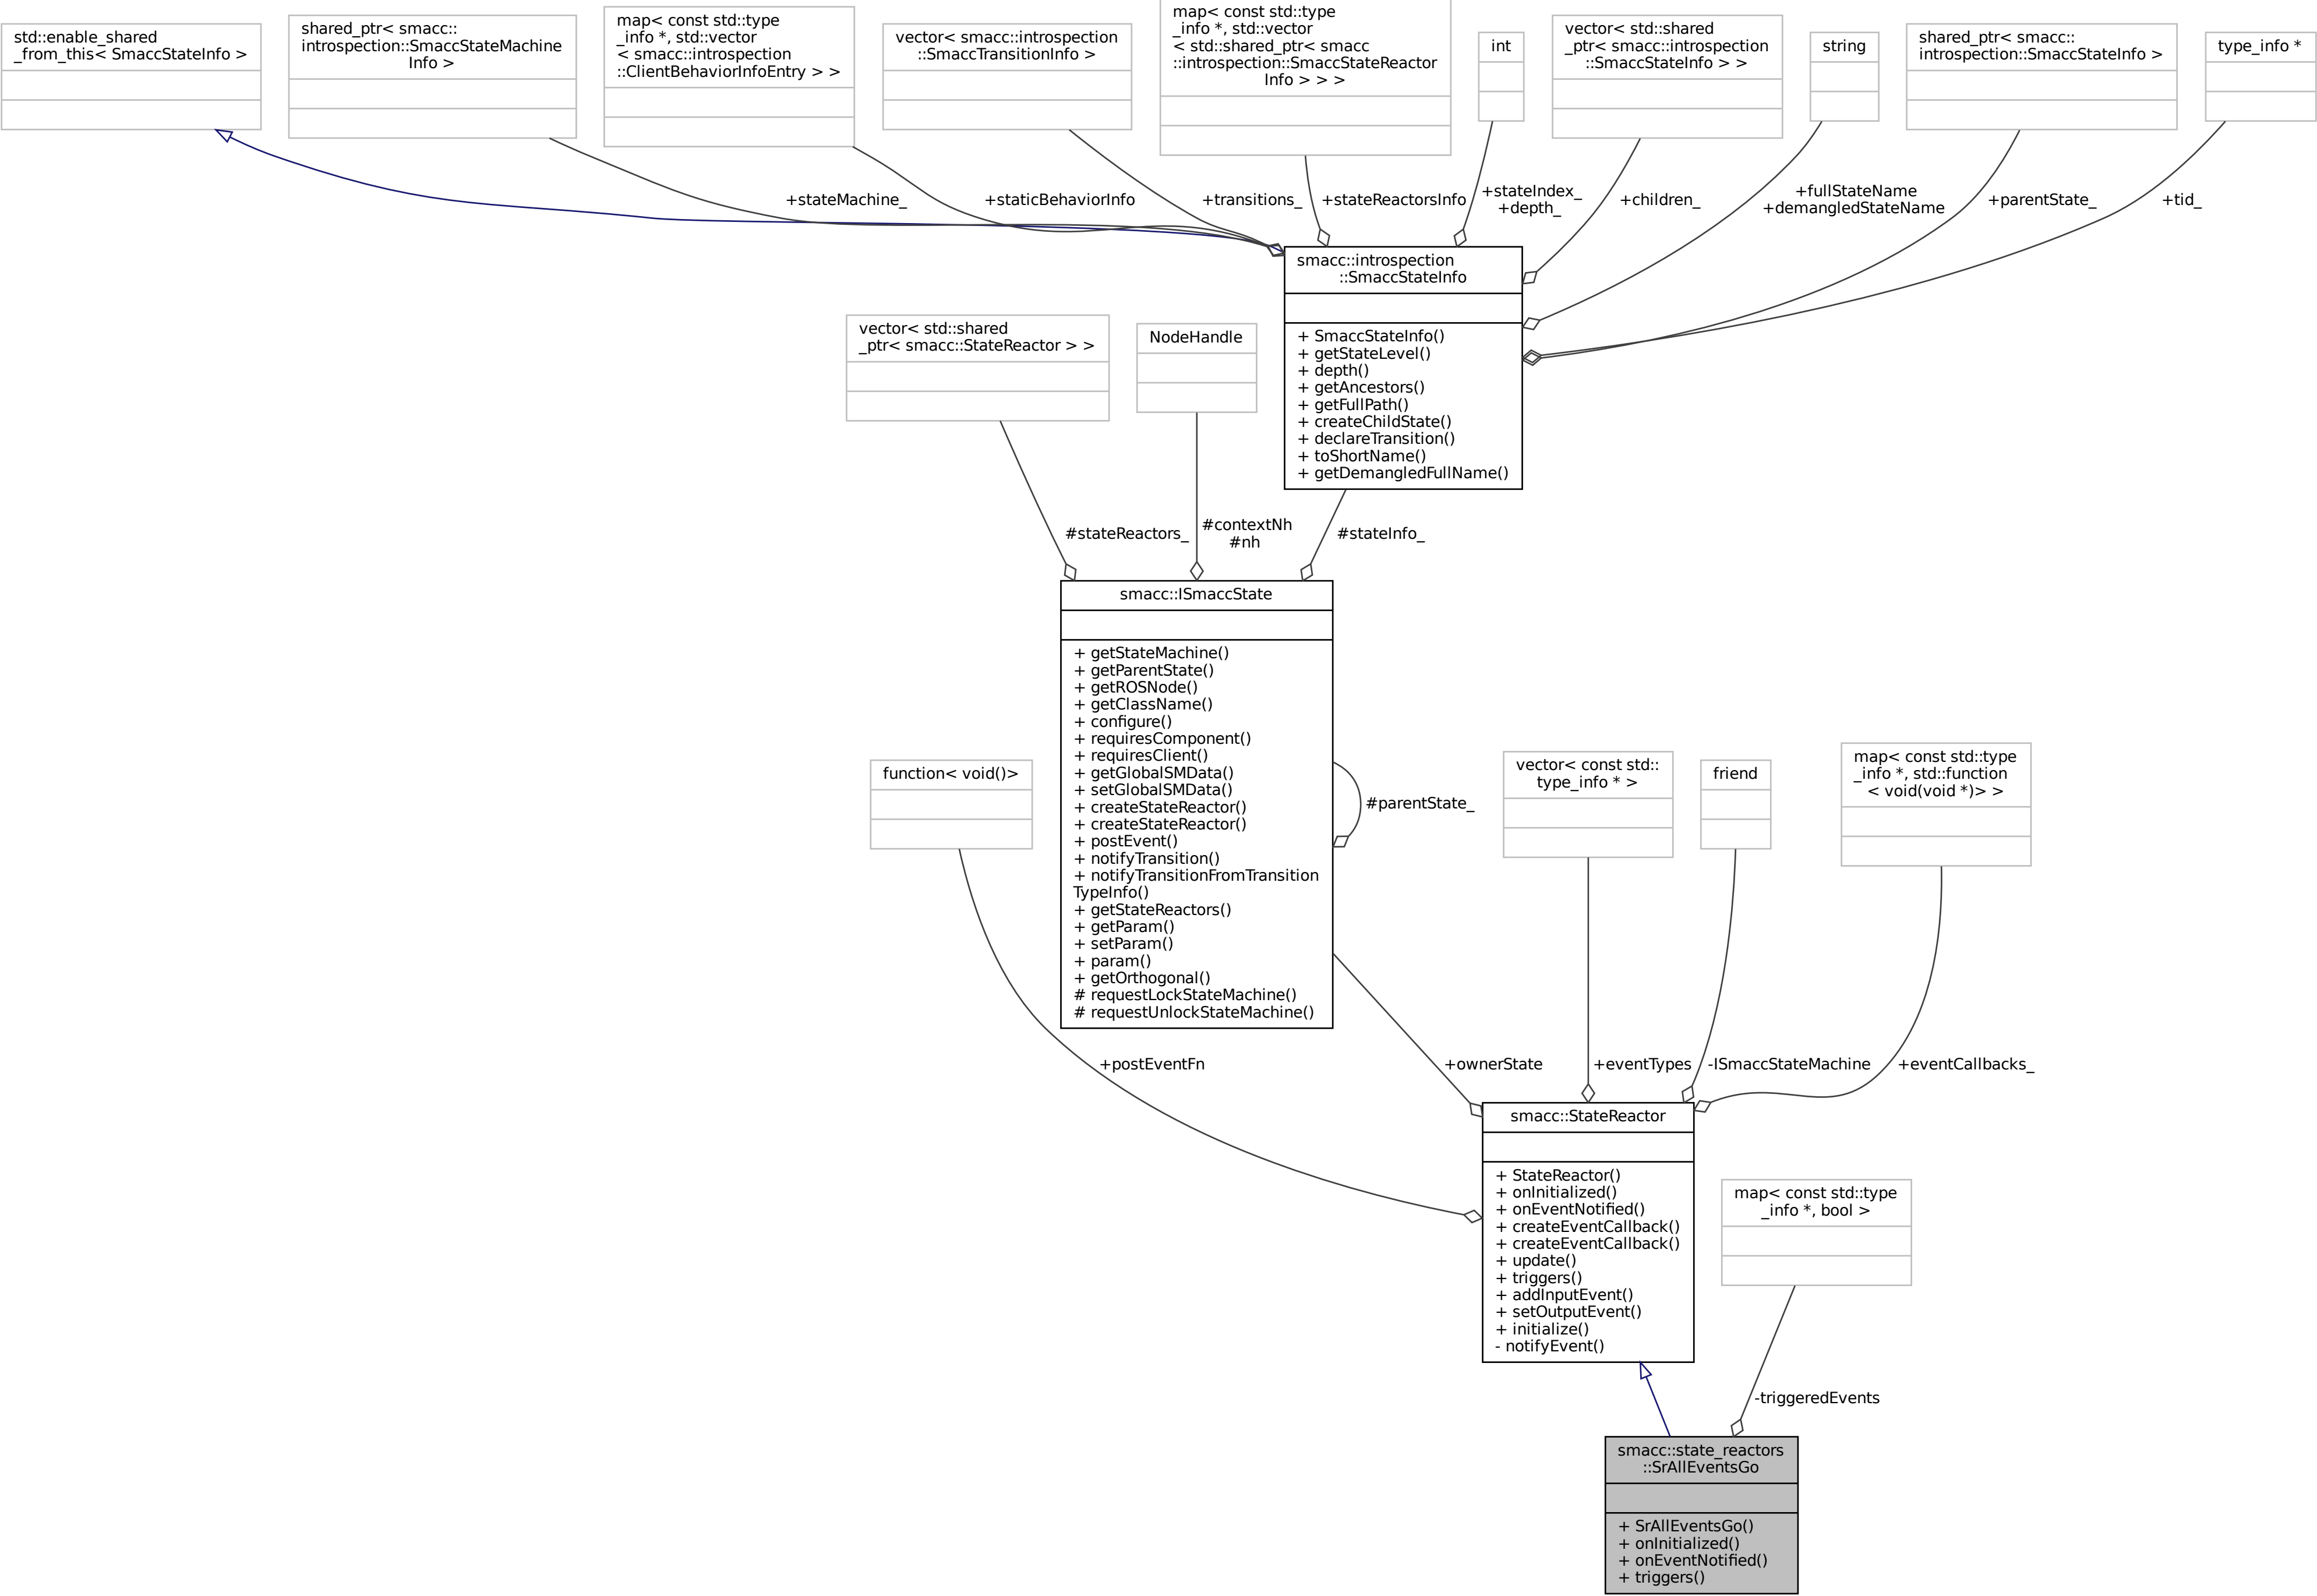 std::enable_shared
_from_this< SmaccStateInfo >
shared_ptr< smacc::
introspection::SmaccStateMachine
Info >
map< const std::type
_info *, std::vector
< smacc::introspection
::ClientBehaviorInfoEntry > >
vector< smacc::introspection
::SmaccTransitionInfo >
map< const std::type
_info *, std::vector
< std::shared_ptr< smacc
::introspection::SmaccStateReactor
Info > > >
int
vector< std::shared
_ptr< smacc::introspection
::SmaccStateInfo > >
string
shared_ptr< smacc::
introspection::SmaccStateInfo >
type_info *
+stateMachine_
+staticBehaviorInfo
+transitions_
+stateReactorsInfo
+stateIndex_
+depth_
+children_
+fullStateName
+demangledStateName
+parentState_
+tid_
smacc::introspection
::SmaccStateInfo
+ SmaccStateInfo()
+ getStateLevel()
+ depth()
+ getAncestors()
+ getFullPath()
+ createChildState()
+ declareTransition()
+ toShortName()
+ getDemangledFullName()
vector< std::shared
_ptr< smacc::StateReactor > >
NodeHandle
#stateReactors_
#contextNh
#nh
#stateInfo_
smacc::ISmaccState
+ getStateMachine()
+ getParentState()
+ getROSNode()
+ getClassName()
+ configure()
+ requiresComponent()
+ requiresClient()
+ getGlobalSMData()
+ setGlobalSMData()
+ createStateReactor()
+ createStateReactor()
+ postEvent()
+ notifyTransition()
+ notifyTransitionFromTransition
TypeInfo()
+ getStateReactors()
+ getParam()
+ setParam()
+ param()
+ getOrthogonal()
# requestLockStateMachine()
# requestUnlockStateMachine()
#parentState_
function< void()>
vector< const std::
type_info * >
friend
map< const std::type
_info *, std::function
< void(void *)> >
+postEventFn
+ownerState
+eventTypes
-ISmaccStateMachine
+eventCallbacks_
smacc::StateReactor
+ StateReactor()
+ onInitialized()
+ onEventNotified()
+ createEventCallback()
+ createEventCallback()
+ update()
+ triggers()
+ addInputEvent()
+ setOutputEvent()
+ initialize()
- notifyEvent()
map< const std::type
_info *, bool >
-triggeredEvents
smacc::state_reactors
::SrAllEventsGo
+ SrAllEventsGo()
+ onInitialized()
+ onEventNotified()
+ triggers()